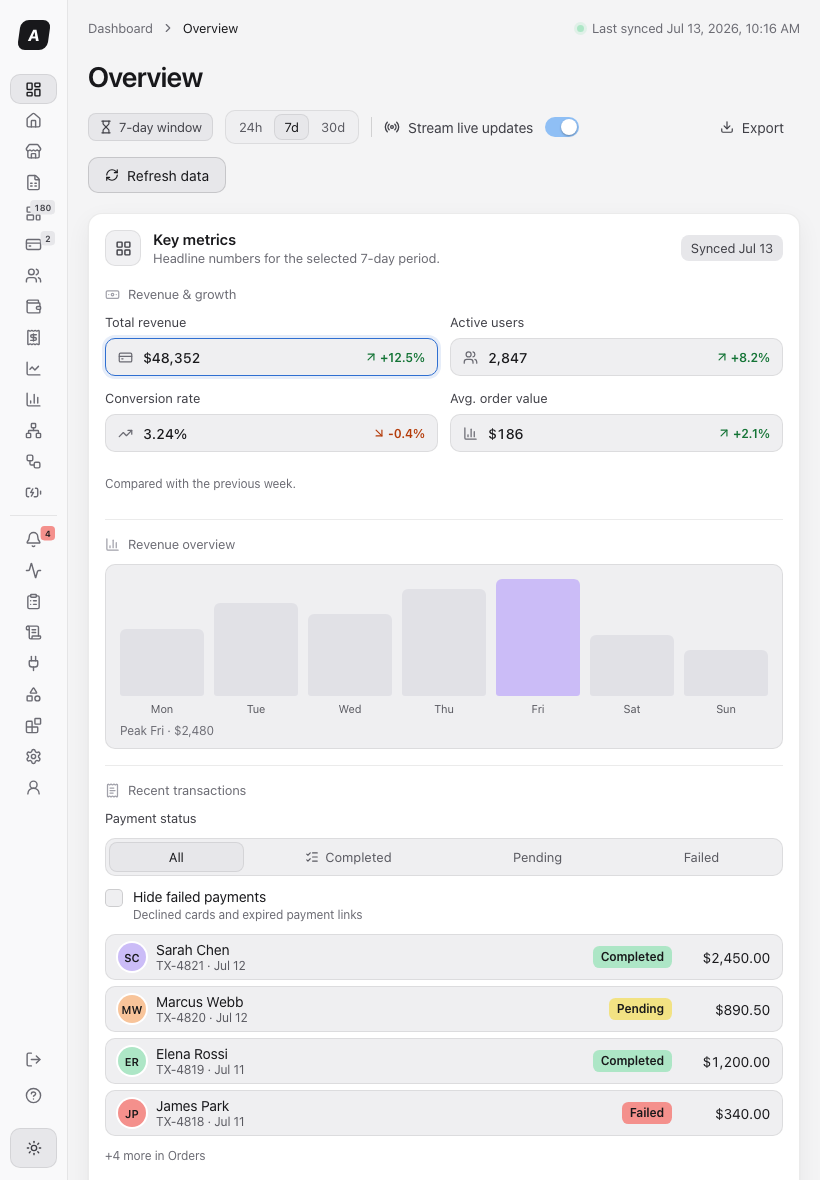 A
Dashboard > Overview
Last synced Jul 13, 2026, 10:16 AM
Overview
7-day window
24h 7d 30d
Stream live updates
Export
Refresh data
180
2
4
Key metrics
Headline numbers for the selected 7-day period.
Synced Jul 13
Revenue & growth
Total revenue
$48,352 +12.5%
Active users
2,847 +8.2%
Conversion rate
3.24% -0.4%
Avg. order value
$186 +2.1%
Compared with the previous week.
Revenue overview
Mon Tue Wed Thu Fri Sat Sun
Peak Fri · $2,480
Recent transactions
Payment status
All Completed Pending Failed
Hide failed payments
Declined cards and expired payment links
SC Sarah Chen
TX-4821 · Jul 12
Completed $2,450.00
MW Marcus Webb
TX-4820 · Jul 12
Pending $890.50
ER Elena Rossi
TX-4819 · Jul 11
Completed $1,200.00
JP James Park
TX-4818 · Jul 11
Failed $340.00
+4 more in Orders